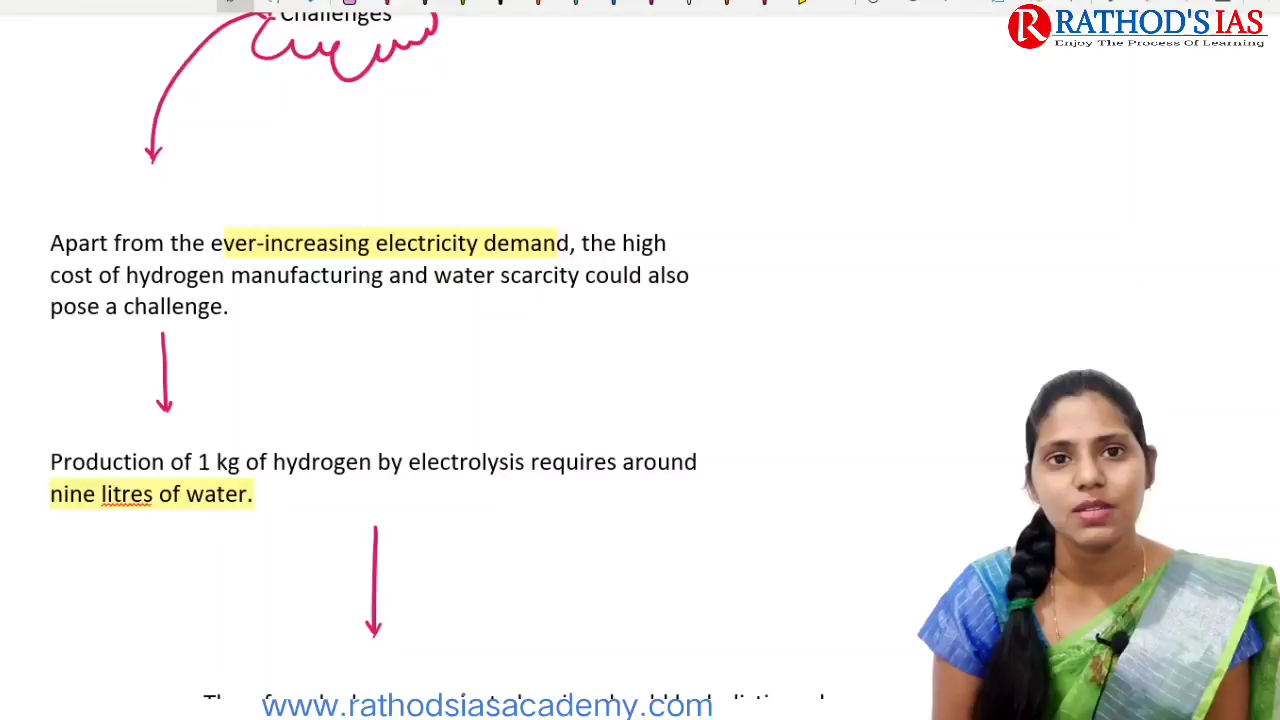 Challenges
RATHOD'S IAS
Enjoy The Process Of Learning
Apart from the ever-increasing electricity demand, the high
cost of hydrogen manufacturing and water scarcity could also
pose a challenge.
Production of 1 kg of hydrogen by electrolysis requires around
nine litres of water.
www.rathodsiasacademy.com